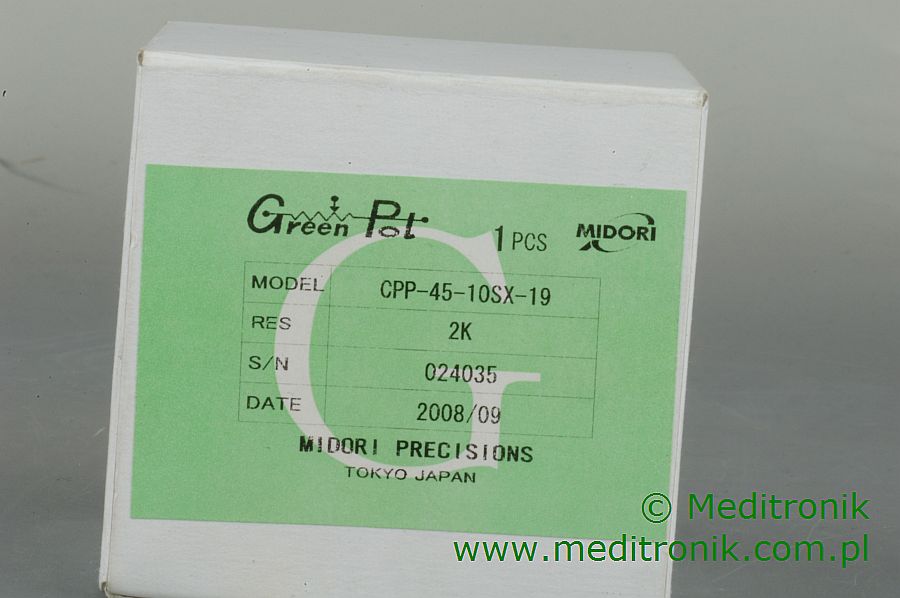 Green Pot 1 PCS MIDORI
MODEL CPP-45-10SX-19
RES 2K
S/N 024035
DATE 2008/09
MIDORI PRECISIONS
TOKYO JAPAN
G
© Meditronik
www.meditronik.com.pl